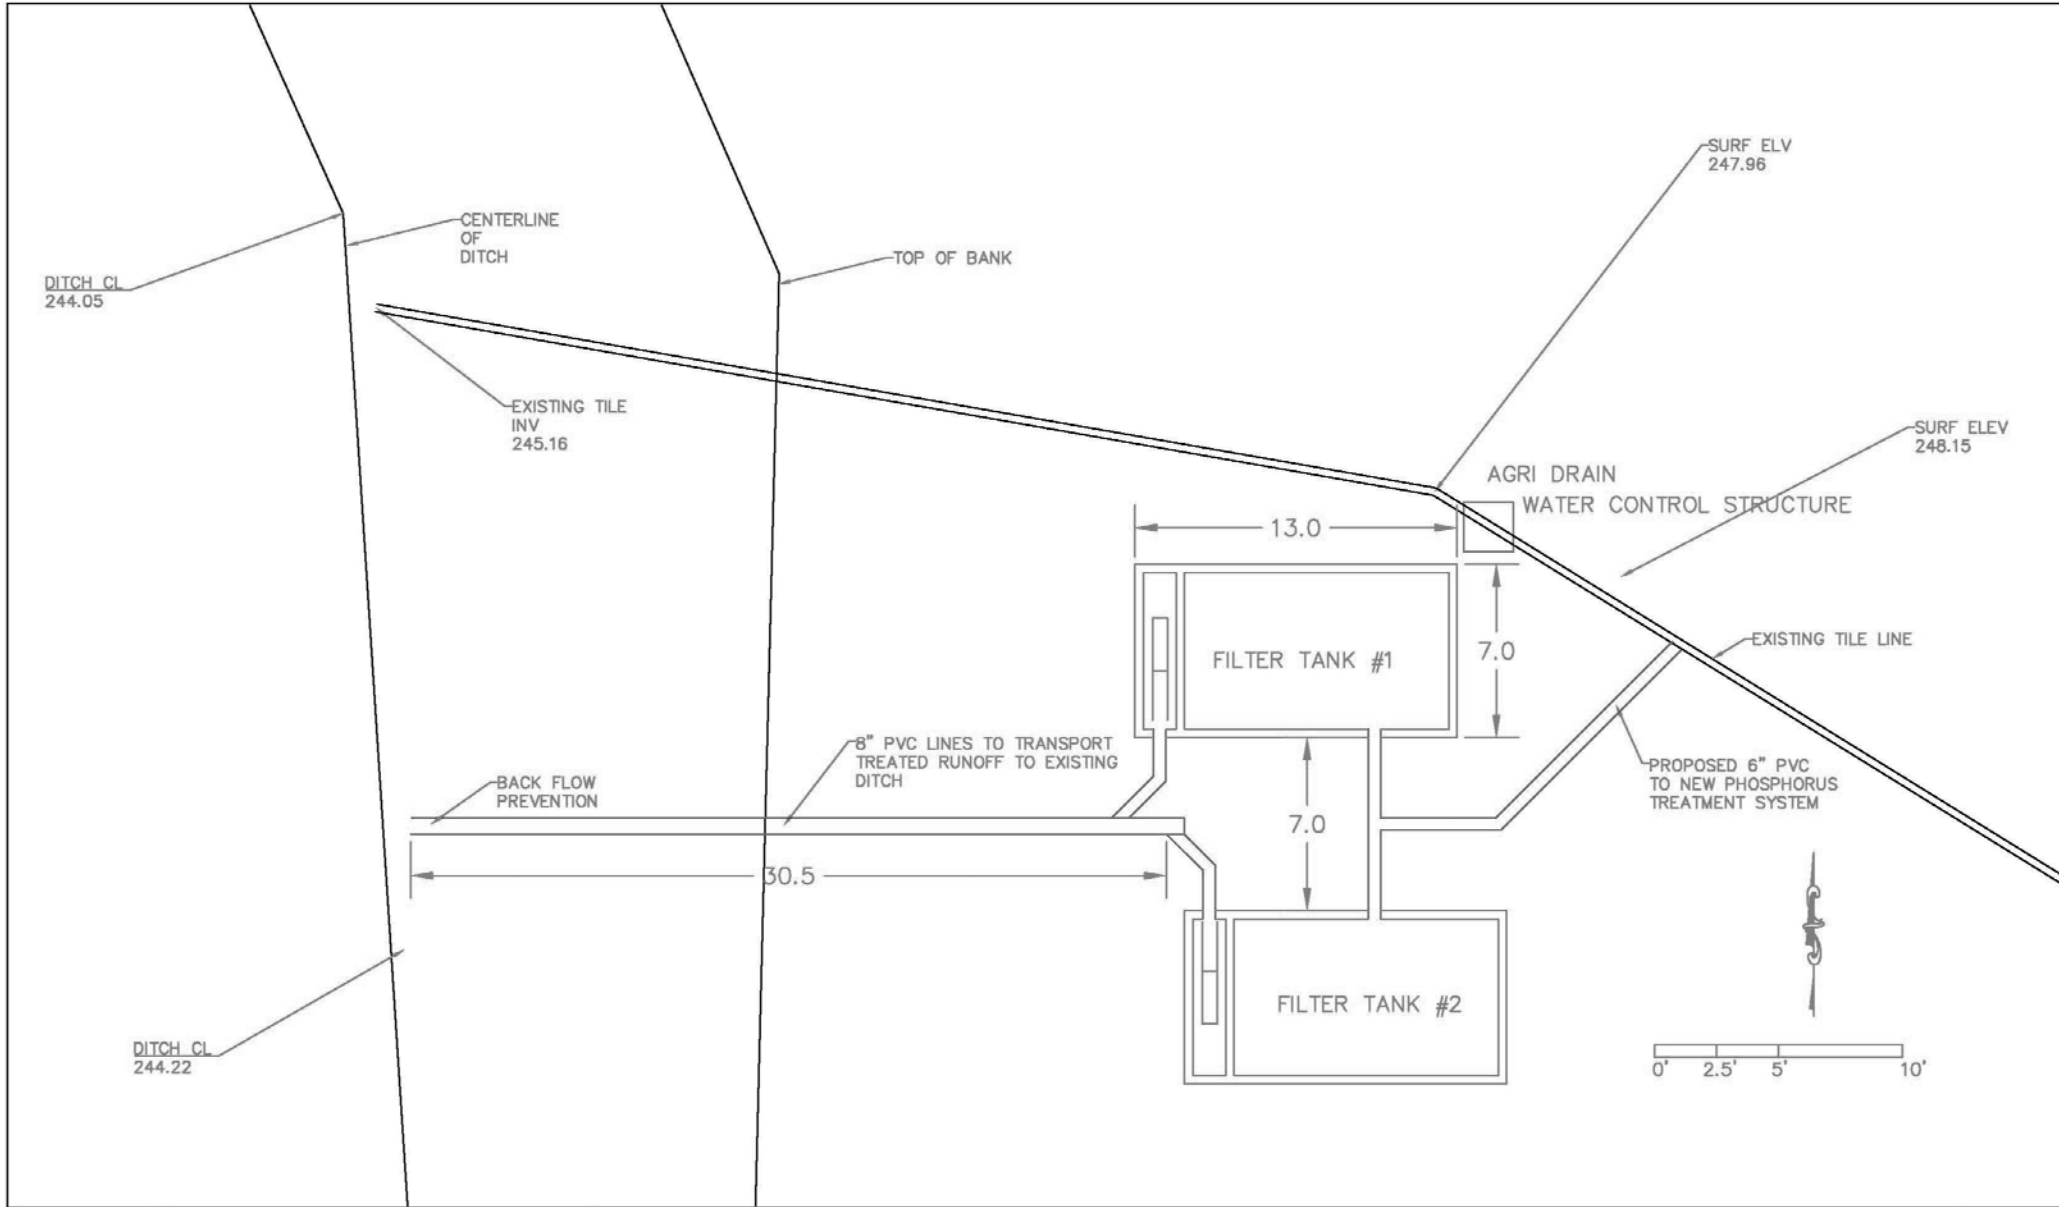 SURF ELV
247.96
CENTERLINE
OF
DITCH
TOP OF BANK
DITCH CL
244.05
EXISTING TILE
INV
245.16
SURF ELEV
248.15
AGRI DRAIN
WATER CONTROL STRUCTURE
13.0
EXISTING TILE LINE
FILTER TANK #1
7.0
8" PVC LINES TO TRANSPORT
TREATED RUNOFF TO EXISTING
DITCH
BACK FLOW
PREVENTION
PROPOSED 6" PVC
TO NEW PHOSPHORUS
TREATMENT SYSTEM
7.0
30.5
FILTER TANK #2
DITCH CL
244.22
0' 2.5' 5' 10'